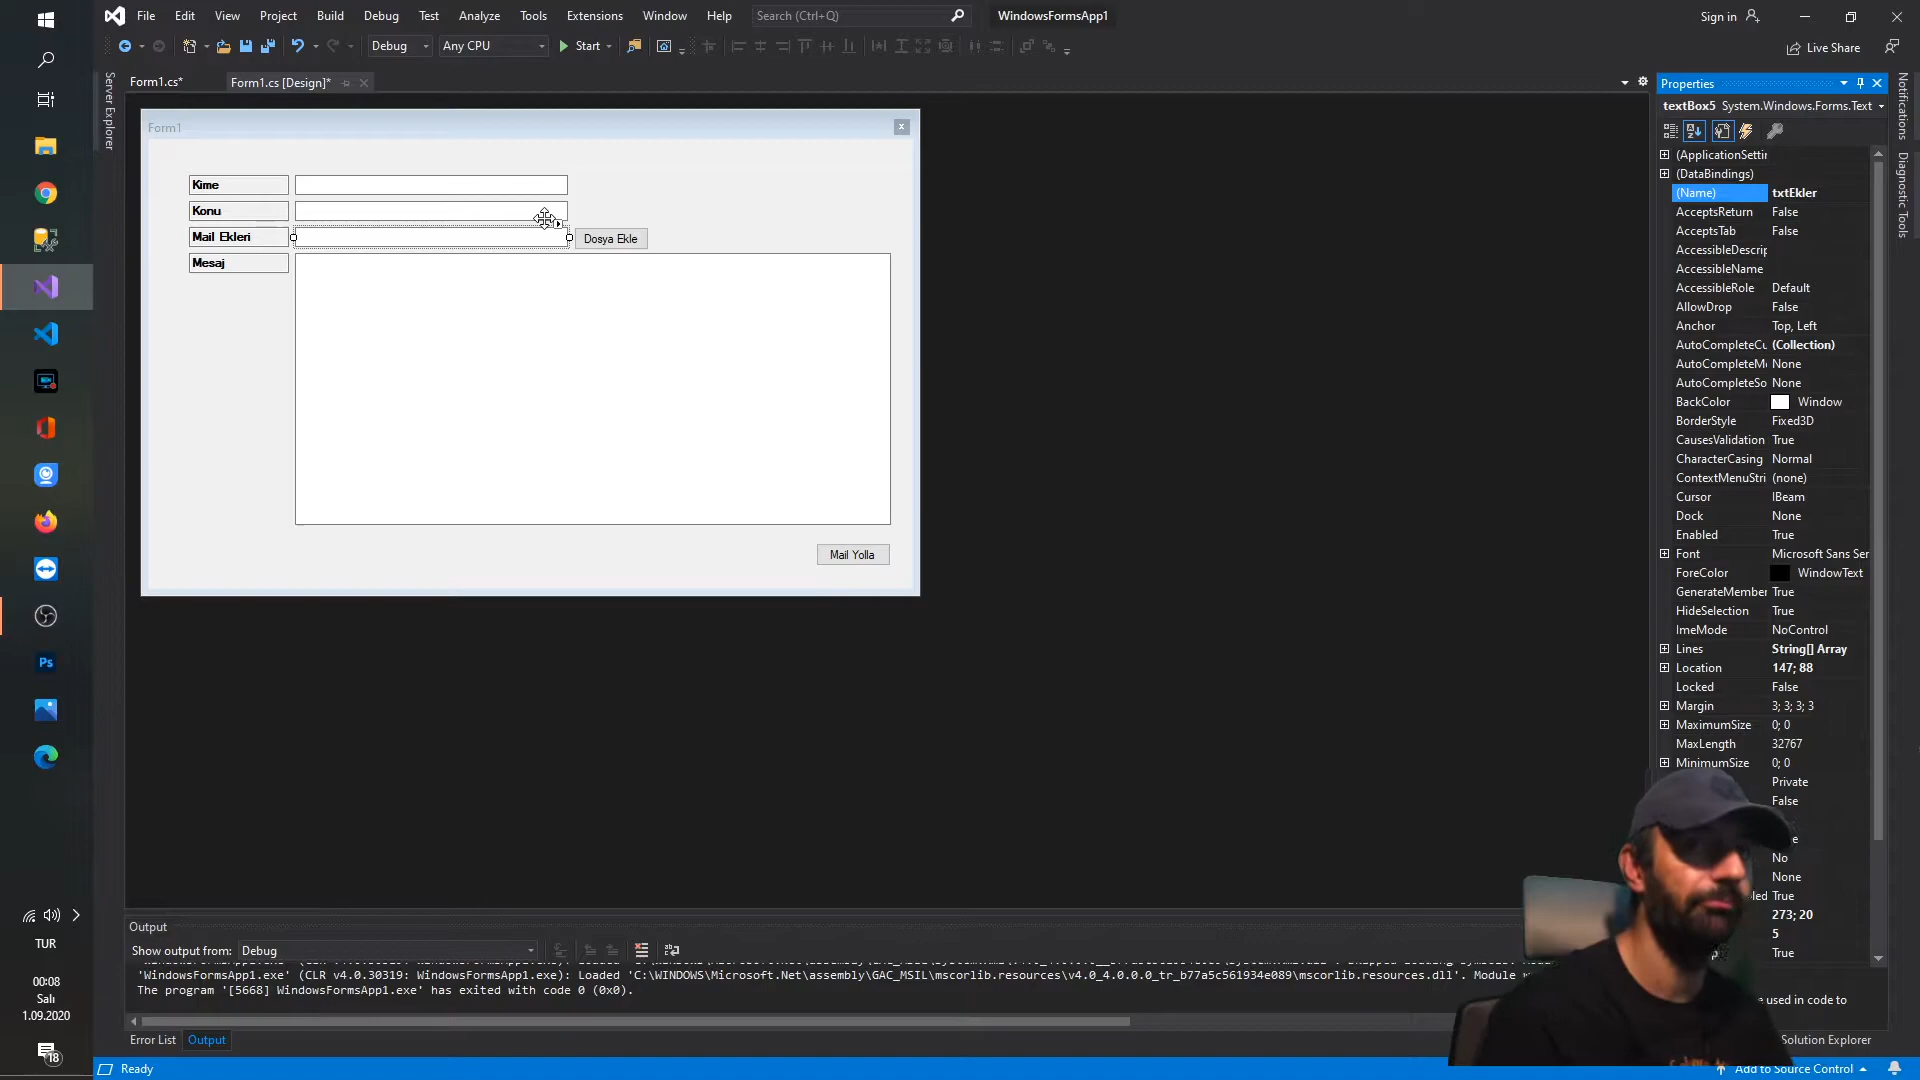 File Edit View Project Build Debug Test Analyze Tools Extensions Window Help Search (Ctrl+Q) WindowsFormsApp1 Sign in
Debug Any CPU Start Live Share
Form1.cs* Form1.cs [Design]*
Server Explorer
Form1
Kime
Konu
Mail Ekleri Dosya Ekle
Mesaj
Mail Yolla
Properties
textBox5 System.Windows.Forms.Text
(ApplicationSettir
(DataBindings)
(Name) txtEkler
AcceptsReturn False
AcceptsTab False
AccessibleDescrip
AccessibleName
AccessibleRole Default
AllowDrop False
Anchor Top, Left
AutoCompleteCu (Collection)
AutoCompleteMo None
AutoCompleteSo None
BackColor Window
BorderStyle Fixed3D
CausesValidation True
CharacterCasing Normal
ContextMenuStri (none)
Cursor IBeam
Dock None
Enabled True
Font Microsoft Sans Ser
ForeColor WindowText
GenerateMember True
HideSelection True
ImeMode NoControl
Lines String[] Array
Location 147; 88
Locked False
Margin 3; 3; 3; 3
MaximumSize 0; 0
MaxLength 32767
MinimumSize 0; 0
Private
False
No
None
True
273; 20
5
True
used in code to
Solution Explorer
Notifications
Diagnostic Tools
Output
Show output from: Debug
'WindowsFormsApp1.exe' (CLR v4.0.30319: WindowsFormsApp1.exe): Loaded 'C:\WINDOWS\Microsoft.Net\assembly\GAC_MSIL\mscorlib.resources\v4.0_4.0.0.0_tr_b77a5c561934e089\mscorlib.resources.dll'. Module
The program '[5668] WindowsFormsApp1.exe' has exited with code 0 (0x0).
Error List Output
Ready Add to Source Control
Ps
TUR
00:08
Salı
1.09.2020
18